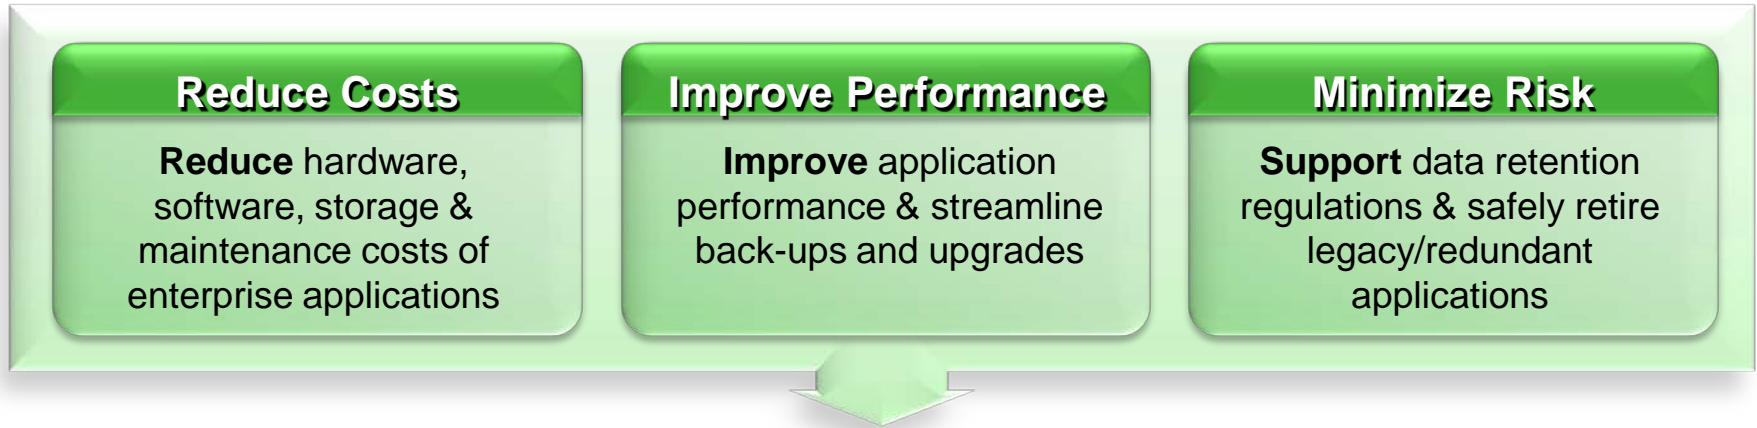 Reduce Costs
Reduce hardware,
software, storage &
maintenance costs of
enterprise applications
Improve Performance
Improve application
performance & streamline
back-ups and upgrades
Minimize Risk
Support data retention
regulations & safely retire
legacy/redundant
applications